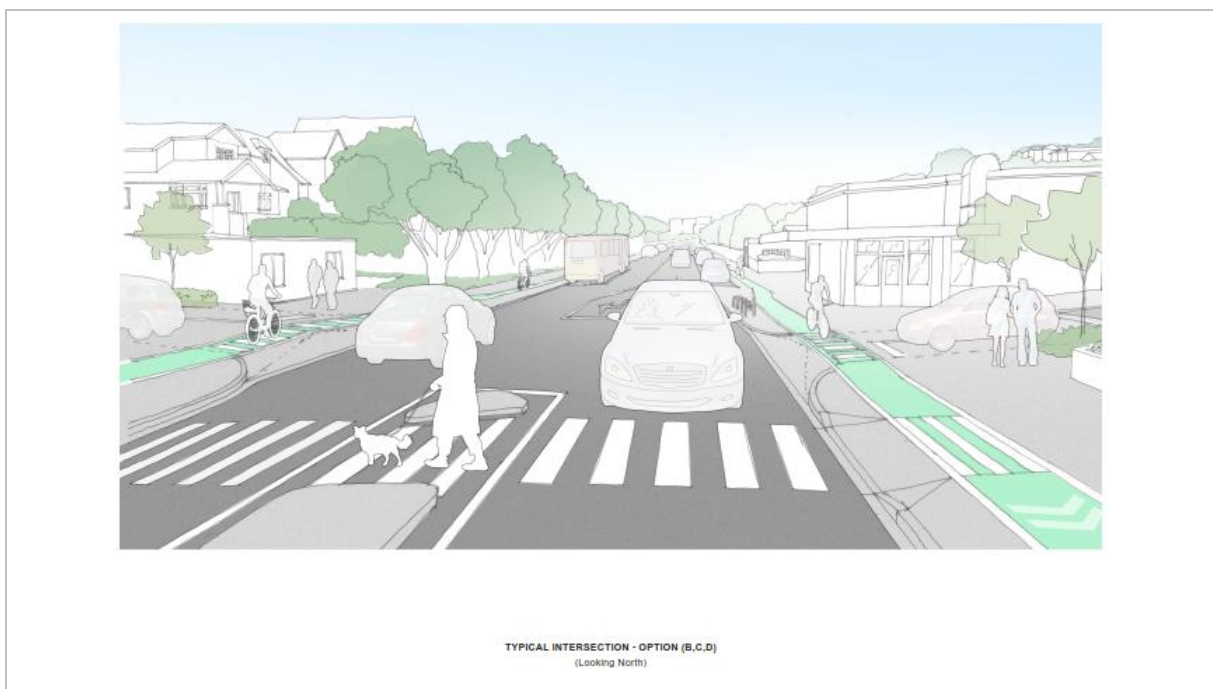 TYPICAL INTERSECTION - OPTION (B,C,D)
(Looking North)